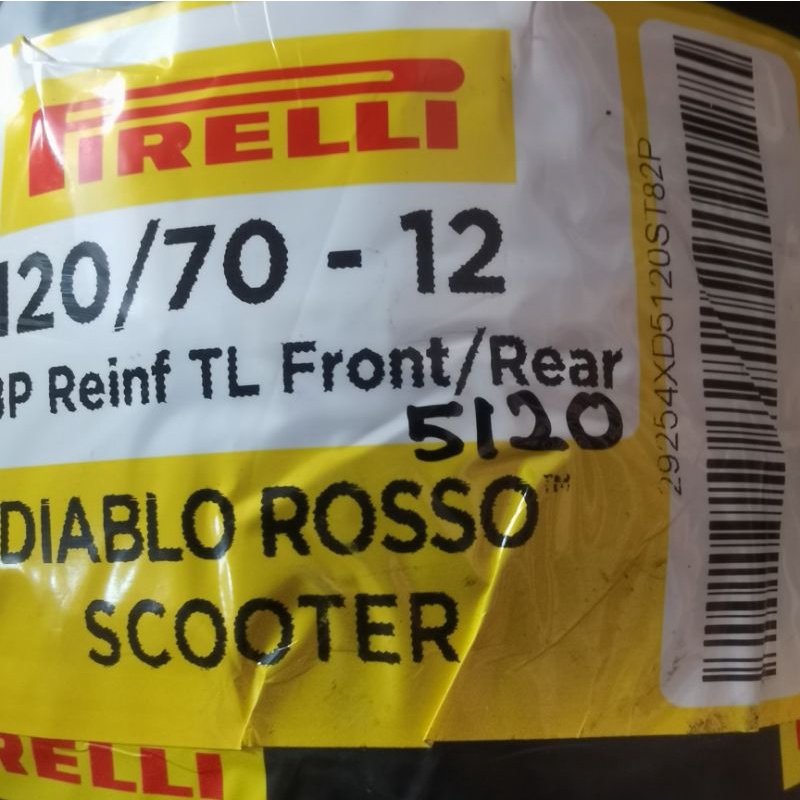 PIRELLI
120/70 - 12
P Reinf TL Front/Rear
5120
DIABLO ROSSO™
SCOOTER
29254XD5120ST82P
RELLI